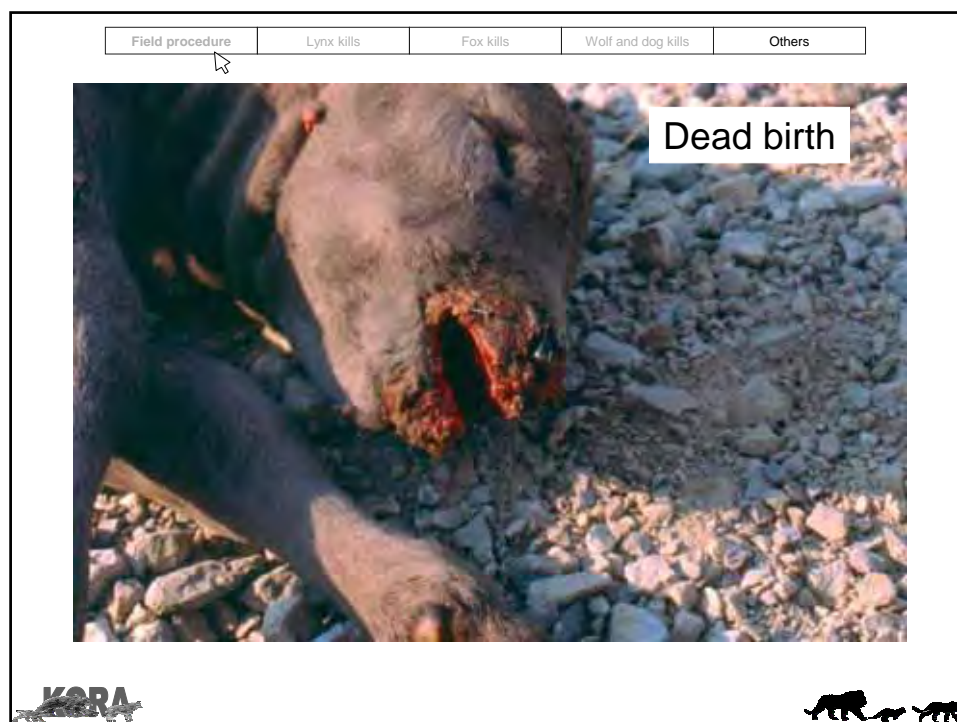 Field procedure
Lynx kills
Fox kills
Wolf and dog kills
Others
Dead birth
KORA